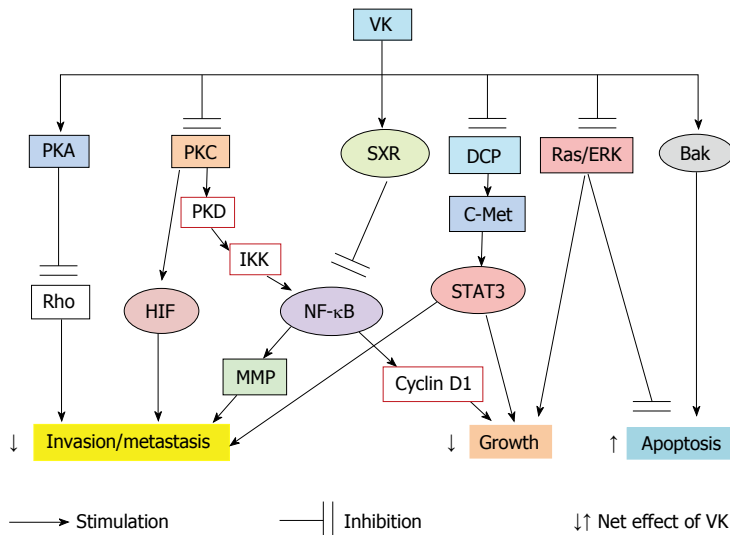 VK
PKA
PKC
SXR
DCP
Ras/ERK
Bak
PKD
C-Met
IKK
Rho
HIF
NF-κB
STAT3
MMP
Cyclin D1
↓ Invasion/metastasis
↓ Growth
↑ Apoptosis
Stimulation
Inhibition
↓↑ Net effect of VK